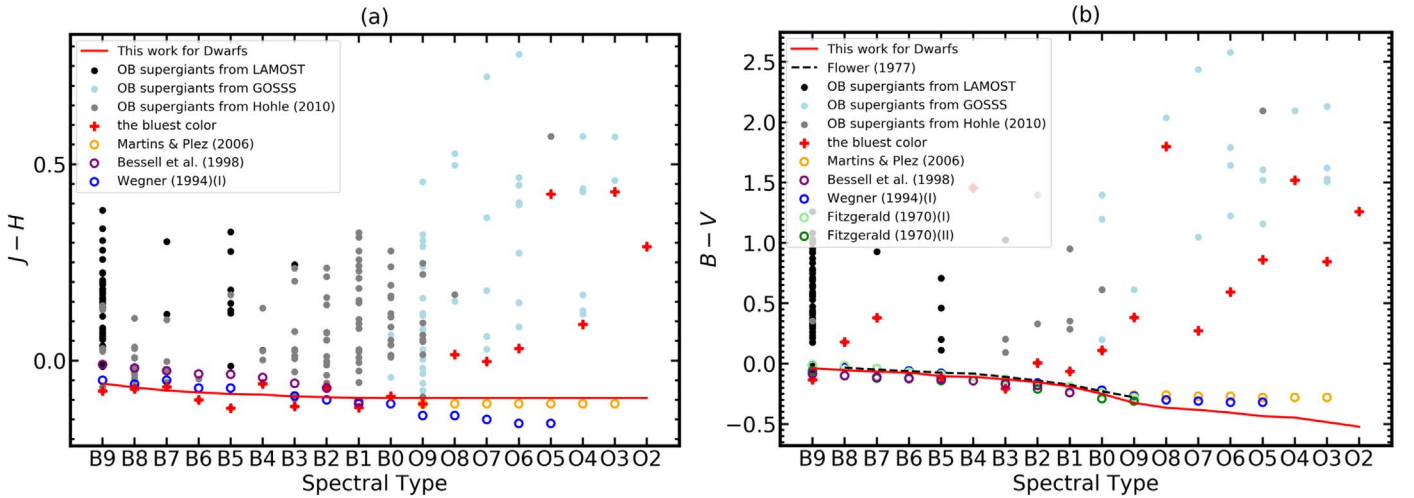 (a)
This work for Dwarfs
OB supergiants from LAMOST
OB supergiants from GOSSS
OB supergiants from Hohle (2010)
the bluest color
Martins & Plez (2006)
Bessell et al. (1998)
Wegner (1994)(I)
J − H
0.5
0.0
B9 B8 B7 B6 B5 B4 B3 B2 B1 B0 O9 O8 O7 O6 O5 O4 O3 O2
Spectral Type
(b)
This work for Dwarfs
Flower (1977)
OB supergiants from LAMOST
OB supergiants from GOSSS
OB supergiants from Hohle (2010)
the bluest color
Martins & Plez (2006)
Bessell et al. (1998)
Wegner (1994)(I)
Fitzgerald (1970)(I)
Fitzgerald (1970)(II)
B − V
2.5
2.0
1.5
1.0
0.5
0.0
−0.5
B9 B8 B7 B6 B5 B4 B3 B2 B1 B0 O9 O8 O7 O6 O5 O4 O3 O2
Spectral Type